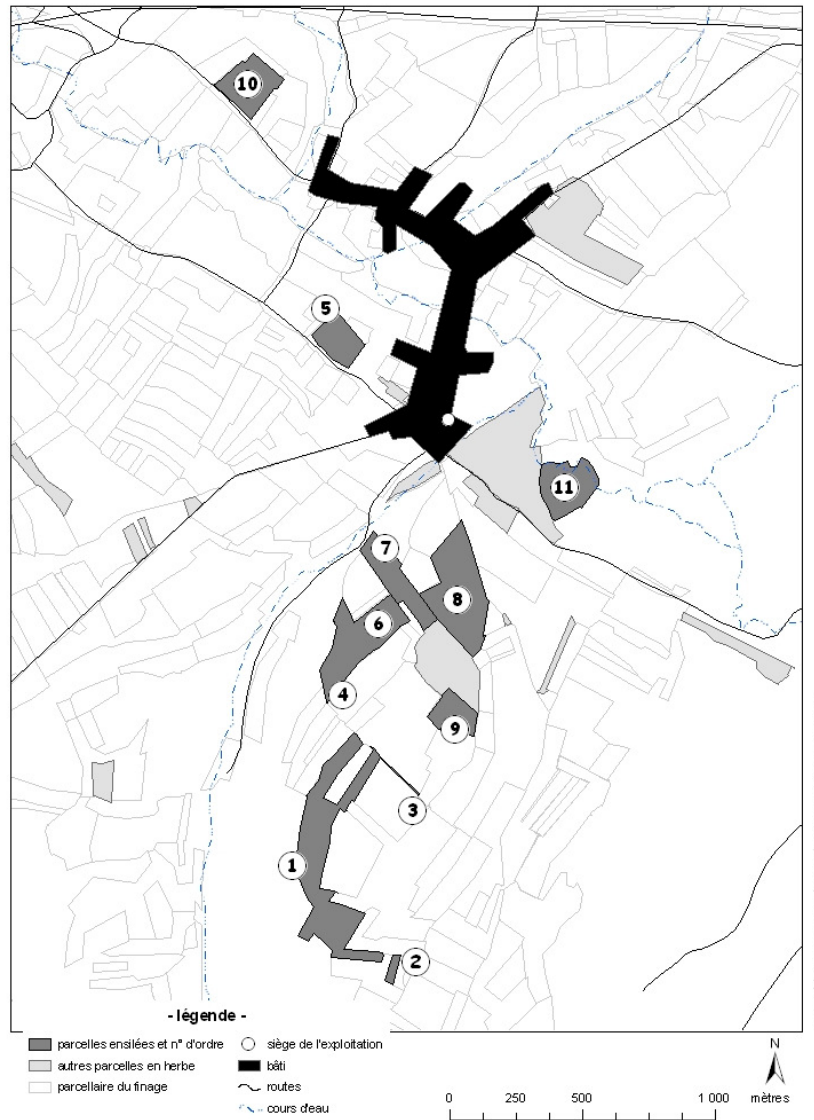 10
5
11
7
8
6
4
9
3
1
2
- légende -
parcelles ensilées et n° d'ordre
siège de l'exploitation
autres parcelles en herbe
bâti
parcellaire du finage
routes
cours d'eau
N
0 250 500 1 000 mètres